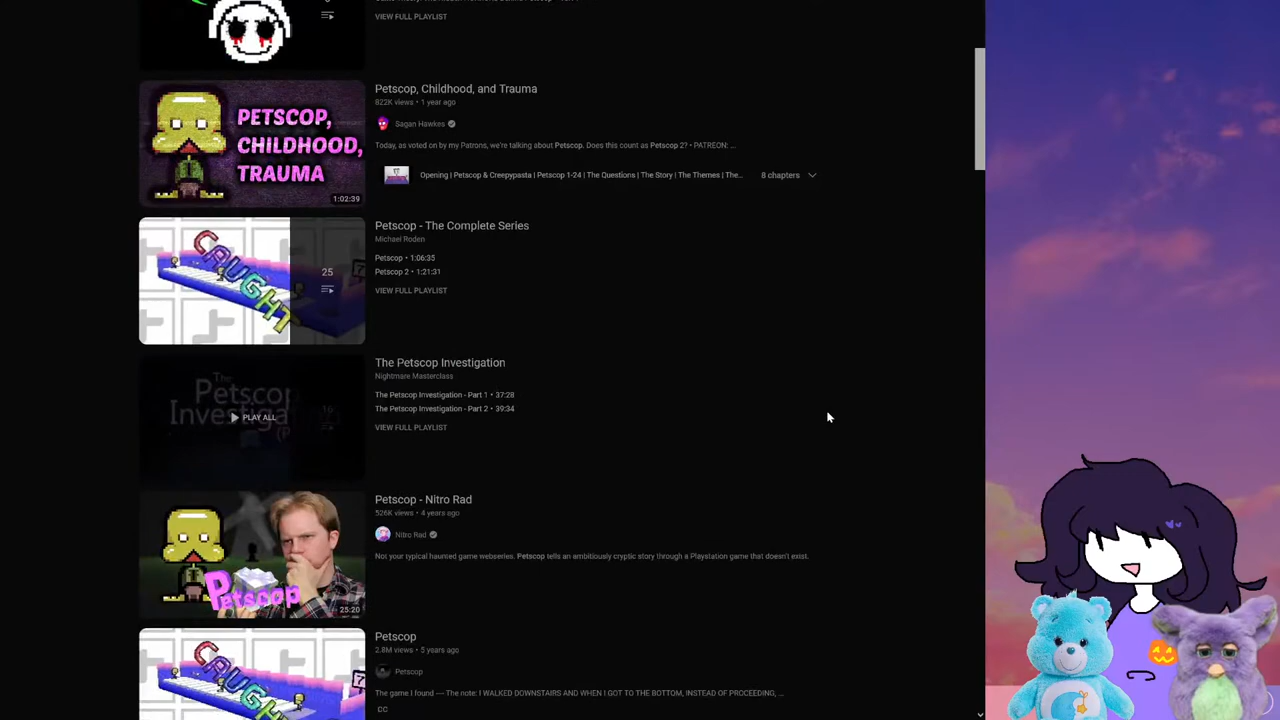 VIEW FULL PLAYLIST
PETSCOP,
CHILDHOOD,
TRAUMA
1:02:39
Petscop, Childhood, and Trauma
822K views • 1 year ago
Sagan Hawkes
Today, as voted on by my Patrons, we're talking about Petscop. Does this count as Petscop 2? • PATREON: ...
Opening | Petscop & Creepypasta | Petscop 1-24 | The Questions | The Story | The Themes | The...
8 chapters
CAUGHT
25
Petscop - The Complete Series
Michael Roden
Petscop • 1:06:35
Petscop 2 • 1:21:31
VIEW FULL PLAYLIST
The
Petscop
Investigation
PLAY ALL
16
The Petscop Investigation
Nightmare Masterclass
The Petscop Investigation - Part 1 • 37:28
The Petscop Investigation - Part 2 • 39:34
VIEW FULL PLAYLIST
Petscop
25:20
Petscop - Nitro Rad
526K views • 4 years ago
Nitro Rad
Not your typical haunted game webseries. Petscop tells an ambitiously cryptic story through a Playstation game that doesn't exist.
CAUGHT
Petscop
2.8M views • 5 years ago
Petscop
The game I found ---- The note: I WALKED DOWNSTAIRS AND WHEN I GOT TO THE BOTTOM, INSTEAD OF PROCEEDING, ...
CC